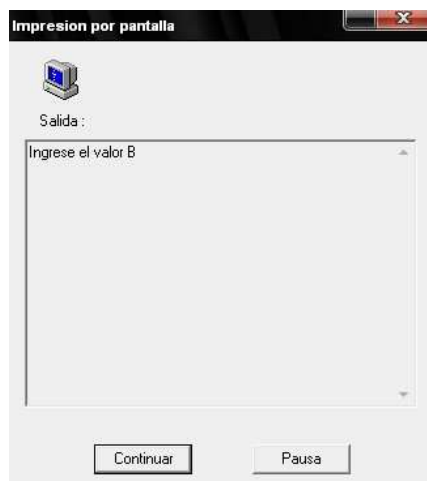 Impresion por pantalla
Salida :
Ingrese el valor B
Continuar
Pausa